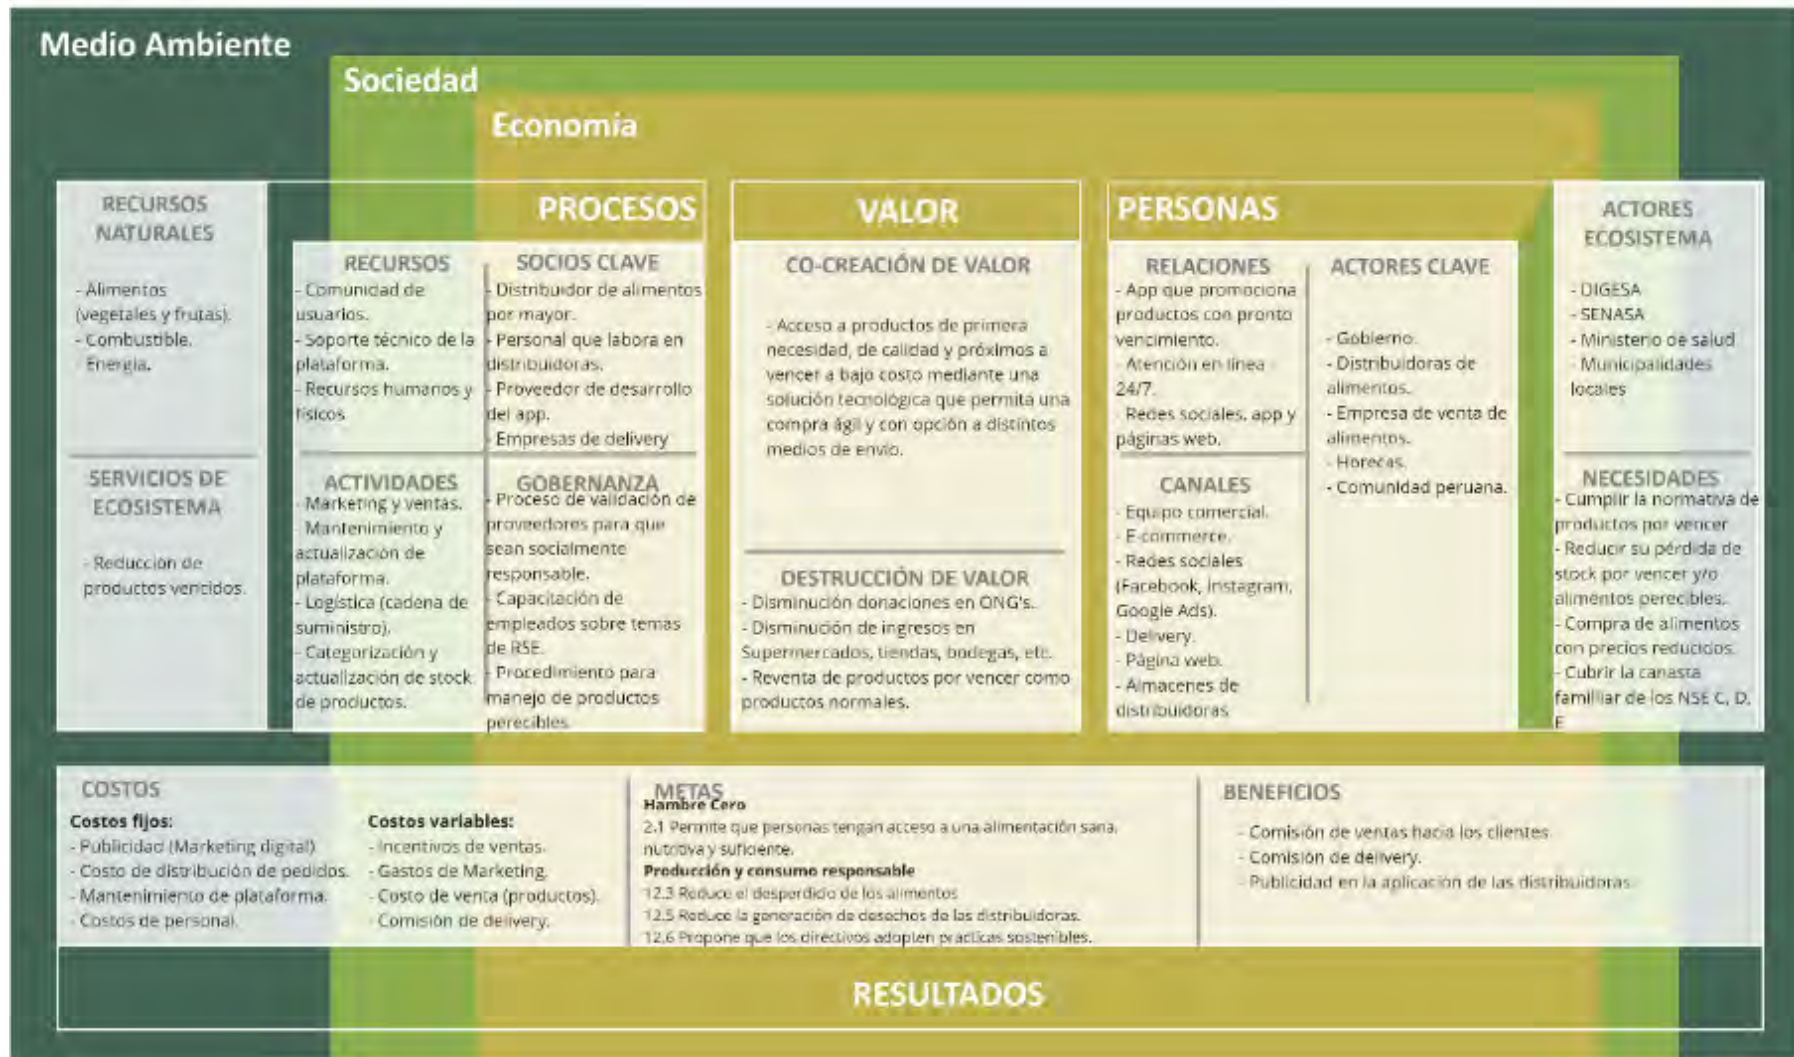 Medio Ambiente
Sociedad
Economía
RECURSOS
NATURALES
- Alimentos
(vegetales y frutas).
- Combustible.
- Energía.
SERVICIOS DE
ECOSISTEMA
- Reducción de
productos vencidos.
PROCESOS
RECURSOS
- Comunidad de
usuarios.
- Soporte técnico de la
plataforma.
- Recursos humanos y
físicos
SOCIOS CLAVE
- Distribuidor de alimentos
por mayor.
- Personal que labora en
distribuidoras.
- Proveedor de desarrollo
del app.
- Empresas de delivery
ACTIVIDADES
- Marketing y ventas.
- Mantenimiento y
actualización de
plataforma.
- Logística (cadena de
suministro).
- Categorización y
actualización de stock
de productos.
GOBERNANZA
- Proceso de validación de
proveedores para que
sean socialmente
responsable.
- Capacitación de
empleados sobre temas
de RSE.
- Procedimiento para
manejo de productos
perecibles.
VALOR
CO-CREACIÓN DE VALOR
- Acceso a productos de primera
necesidad, de calidad y próximos a
vencer a bajo costo mediante una
solución tecnológica que permita una
compra ágil y con opción a distintos
medios de envío.
DESTRUCCIÓN DE VALOR
- Disminución donaciones en ONG's.
- Disminución de ingresos en
Supermercados, tiendas, bodegas, etc.
- Reventa de productos por vencer como
productos normales.
PERSONAS
RELACIONES
- App que promociona
productos con pronto
vencimiento.
- Atención en línea
24/7.
- Redes sociales, app y
páginas web.
ACTORES CLAVE
- Gobierno.
- Distribuidoras de
alimentos.
- Empresa de venta de
alimentos.
- Horecas.
- Comunidad peruana.
CANALES
- Equipo comercial.
- E-commerce.
- Redes sociales
(Facebook, Instagram,
Google Ads).
- Delivery.
- Página web.
- Almacenes de
distribuidoras
ACTORES
ECOSISTEMA
- DIGESA
- SENASA
- Ministerio de salud
- Municipalidades
locales
NECESIDADES
- Cumplir la normativa de
productos por vencer
- Reducir su pérdida de
stock por vencer y/o
alimentos perecibles.
- Compra de alimentos
con precios reducidos.
- Cubrir la canasta
familliar de los NSE C, D,
E
COSTOS
Costos fijos:
- Publicidad (Marketing digital)
- Costo de distribución de pedidos.
- Mantenimiento de plataforma.
- Costos de personal.
Costos variables:
- Incentivos de ventas.
- Gastos de Marketing.
- Costo de venta (productos).
- Comisión de delivery.
METAS
Hambre Cero
2.1 Permite que personas tengan acceso a una alimentación sana,
nutritiva y suficiente.
Producción y consumo responsable
12.3 Reduce el desperdicio de los alimentos
12.5 Reduce la generación de desechos de las distribuidoras.
12.6 Propone que los directivos adopten prácticas sostenibles.
BENEFICIOS
- Comisión de ventas hacia los clientes.
- Comisión de delivery.
- Publicidad en la aplicación de las distribuidoras.
RESULTADOS